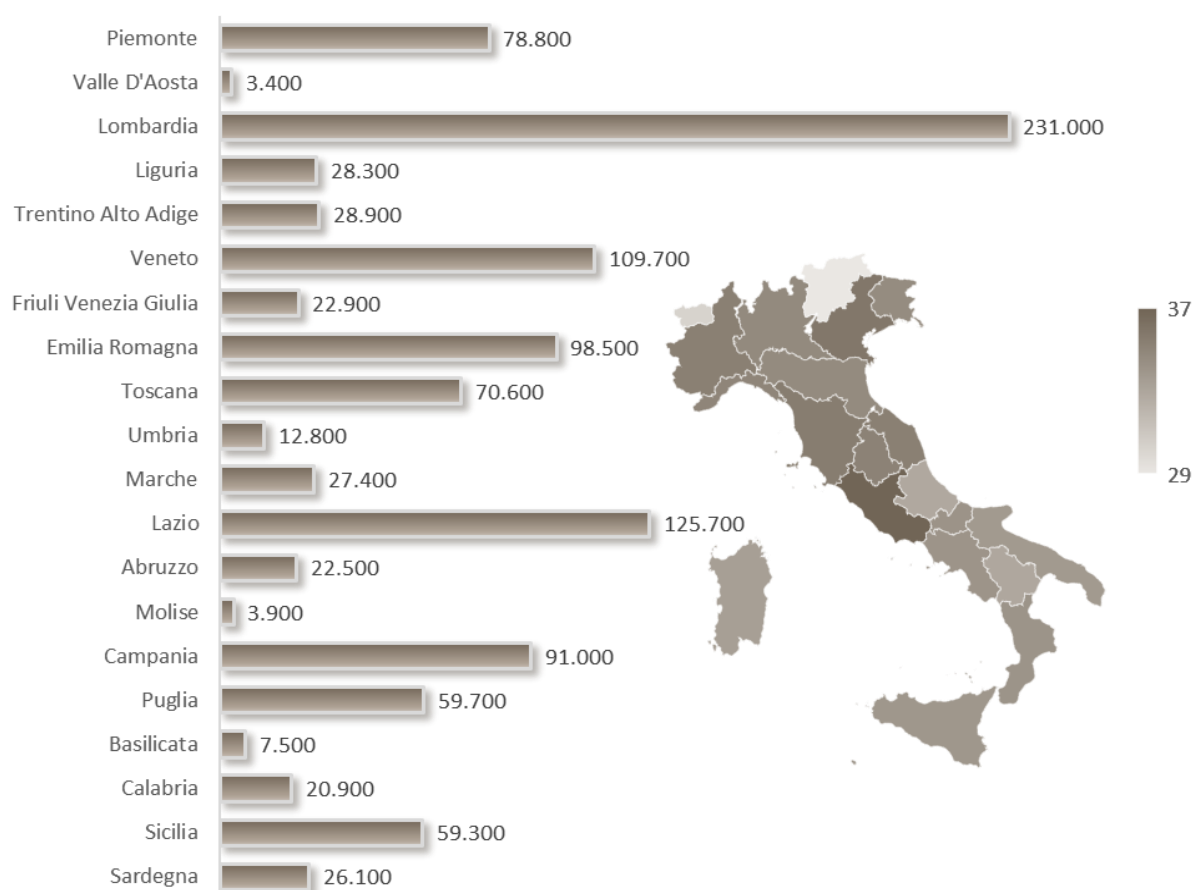 Piemonte 78.800
Valle D'Aosta 3.400
Lombardia 231.000
Liguria 28.300
Trentino Alto Adige 28.900
Veneto 109.700
Friuli Venezia Giulia 22.900
Emilia Romagna 98.500
Toscana 70.600
Umbria 12.800
Marche 27.400
Lazio 125.700
Abruzzo 22.500
Molise 3.900
Campania 91.000
Puglia 59.700
Basilicata 7.500
Calabria 20.900
Sicilia 59.300
Sardegna 26.100
37
29